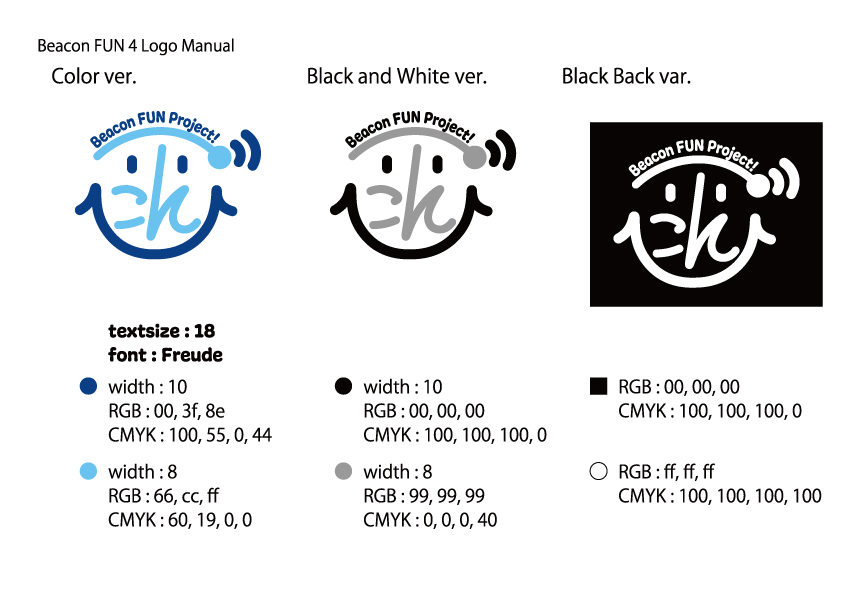 Beacon FUN 4 Logo Manual
Color ver.
Beacon FUN Project!
こん
textsize : 18
font : Freude
width : 10
RGB : 00, 3f, 8e
CMYK : 100, 55, 0, 44
width : 8
RGB : 66, cc, ff
CMYK : 60, 19, 0, 0
Black and White ver.
Beacon FUN Project!
こん
width : 10
RGB : 00, 00, 00
CMYK : 100, 100, 100, 0
width : 8
RGB : 99, 99, 99
CMYK : 0, 0, 0, 40
Black Back var.
Beacon FUN Project!
こん
RGB : 00, 00, 00
CMYK : 100, 100, 100, 0
RGB : ff, ff, ff
CMYK : 100, 100, 100, 100